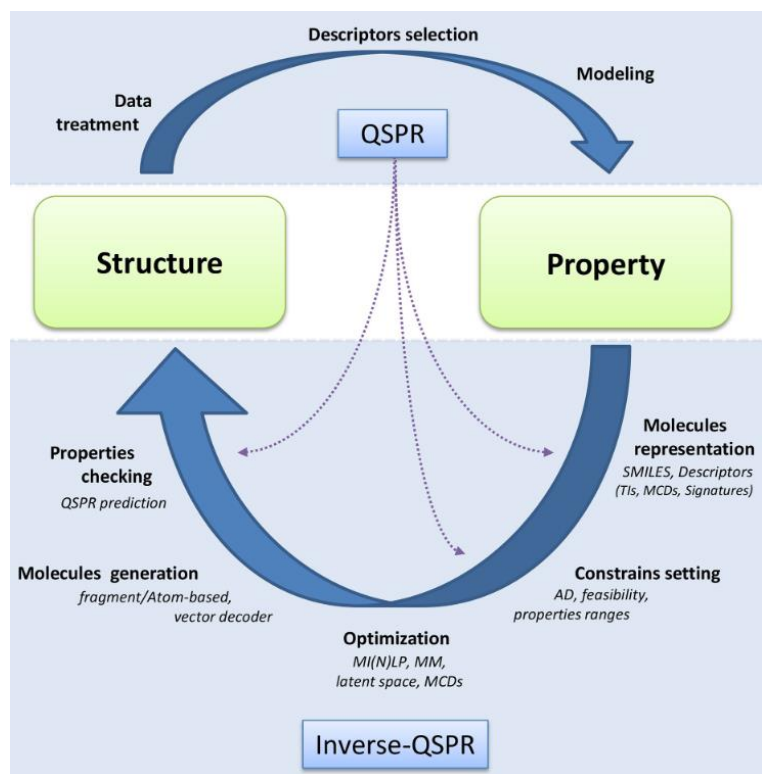 Descriptors selection
Modeling
Data
treatment
QSPR
Structure
Property
Molecules
representation
SMILES, Descriptors
(TIs, MCDs, Signatures)
Properties
checking
QSPR prediction
Molecules generation
fragment/Atom-based,
vector decoder
Constrains setting
AD, feasibility,
properties ranges
Optimization
MI(N)LP, MM,
latent space, MCDs
Inverse-QSPR